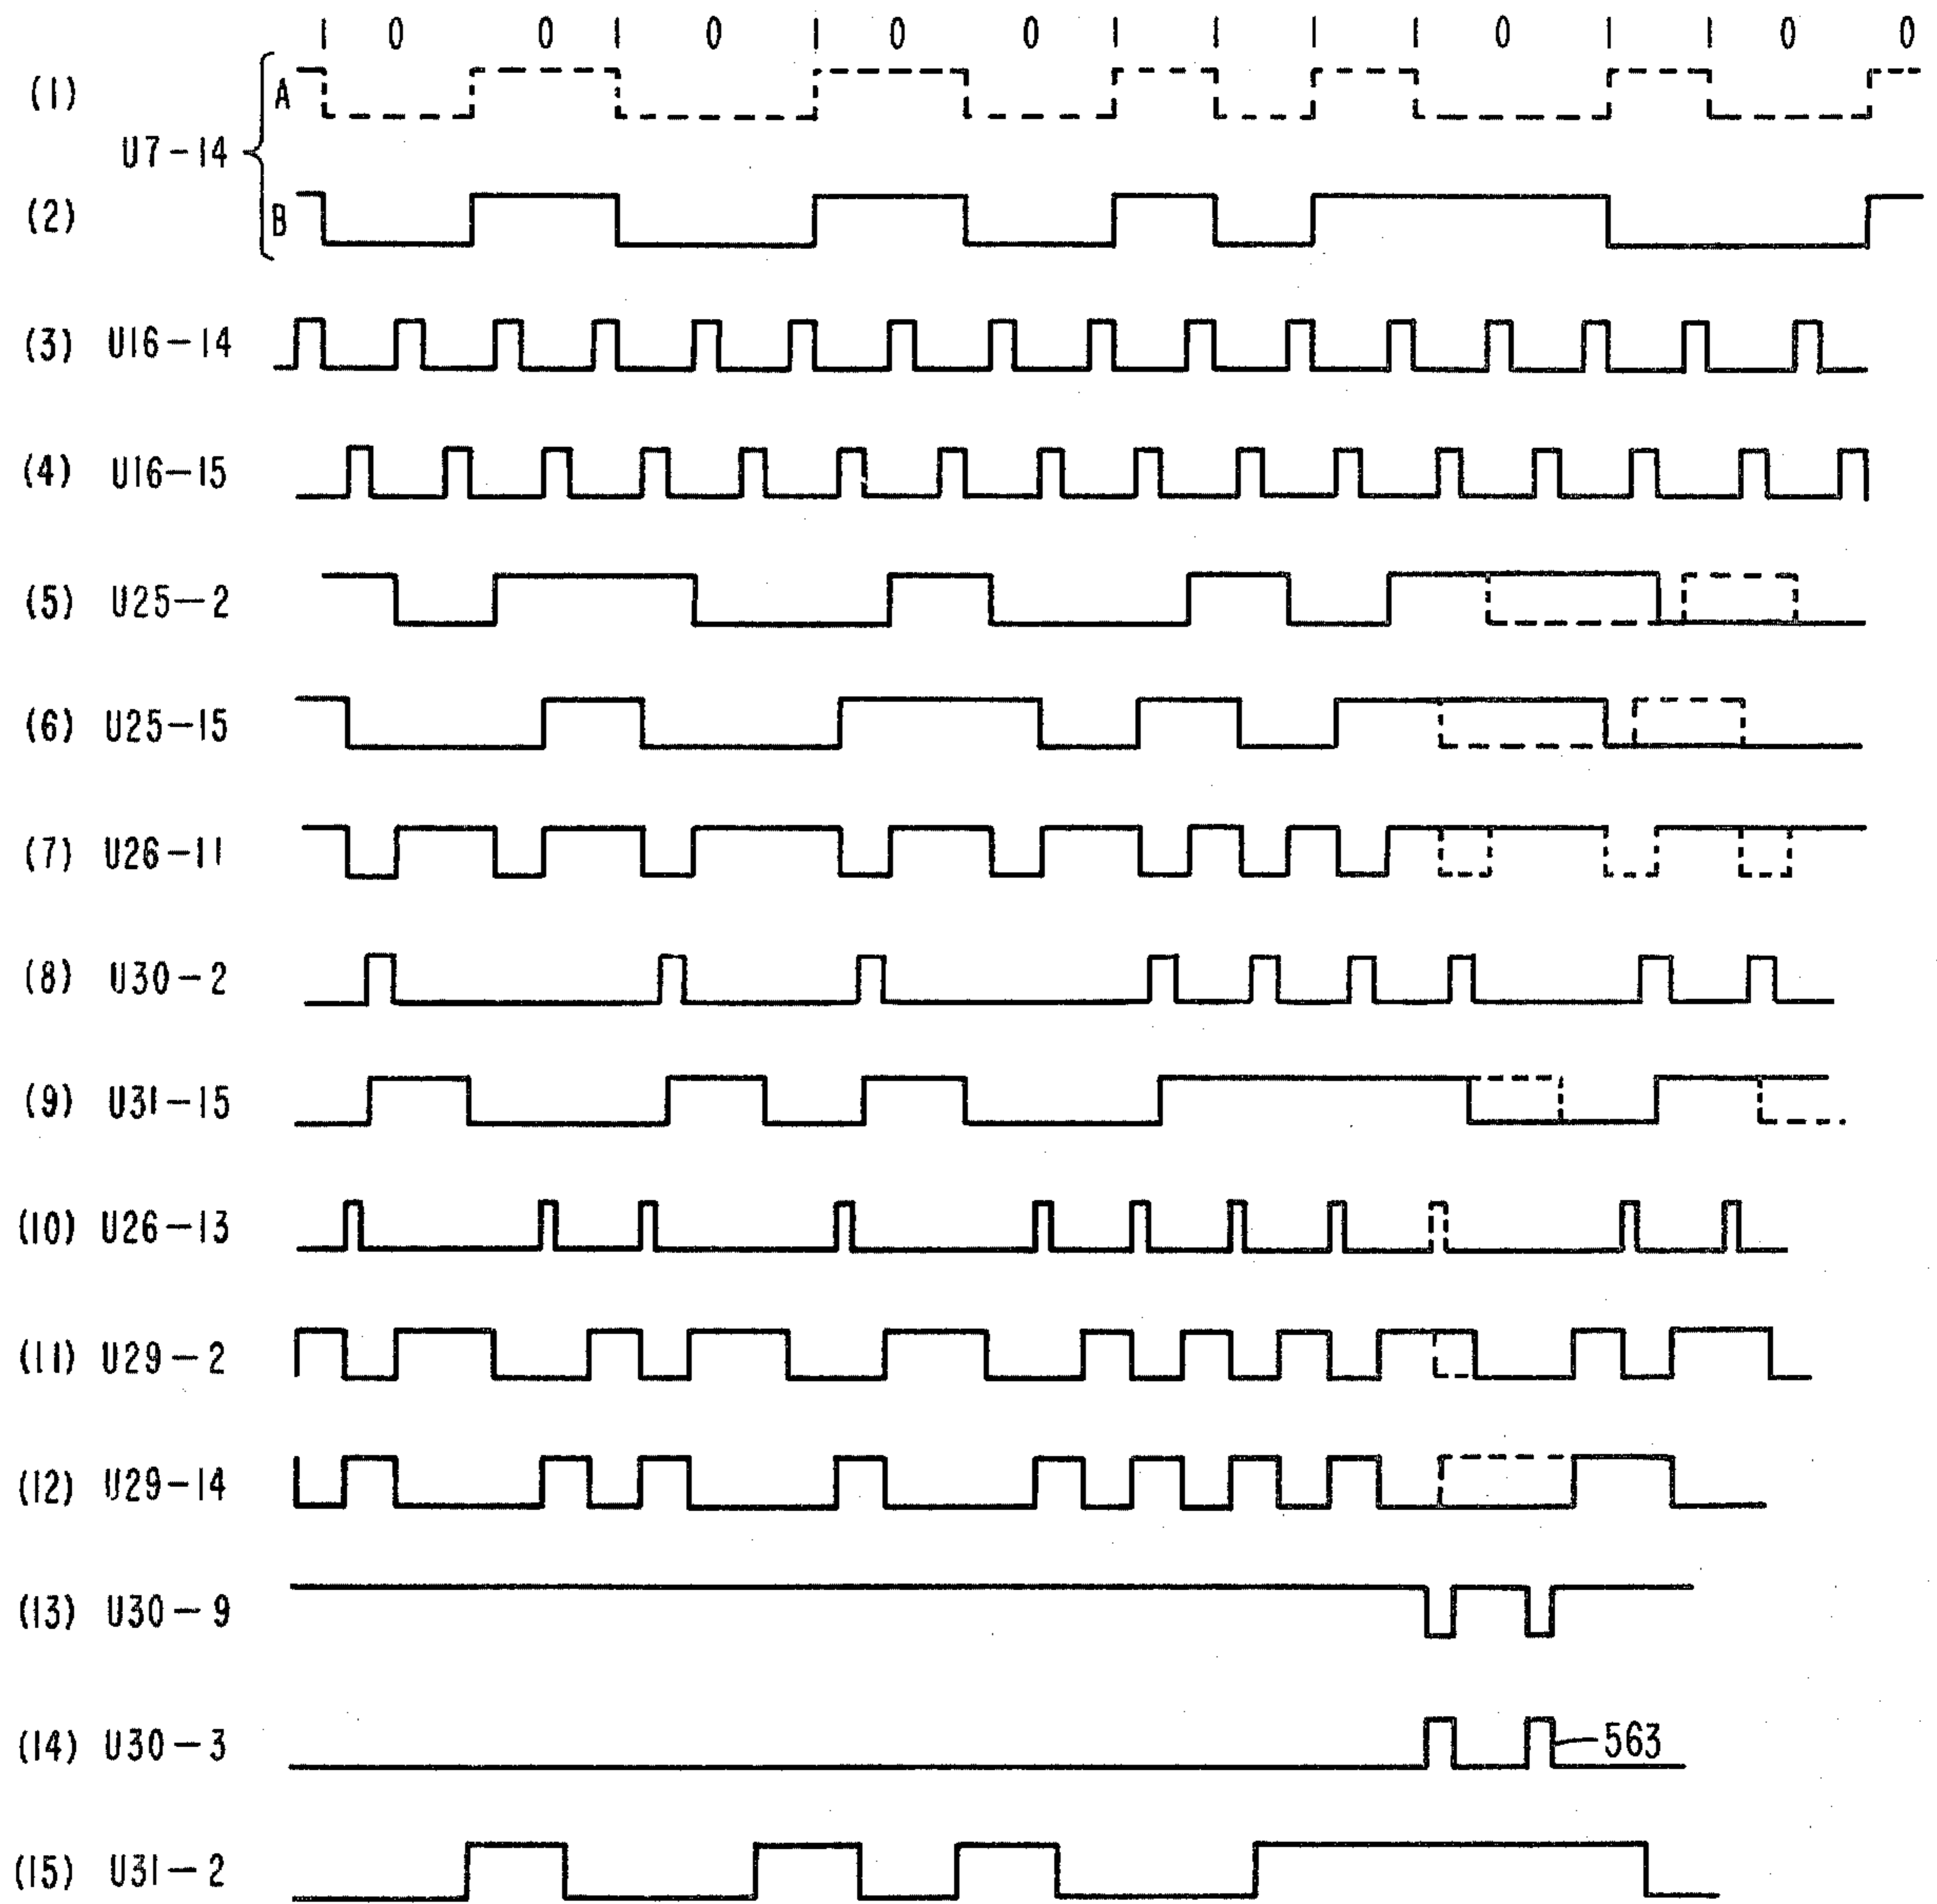 1 0 0 1 0 1 0 0 1 1 1 1 0 1 1 0 0
(1) A
U7-14
(2) B
(3) U16-14
(4) U16-15
(5) U25-2
(6) U25-15
(7) U26-11
(8) U30-2
(9) U31-15
(10) U26-13
(11) U29-2
(12) U29-14
(13) U30-9
(14) U30-3 563
(15) U31-2